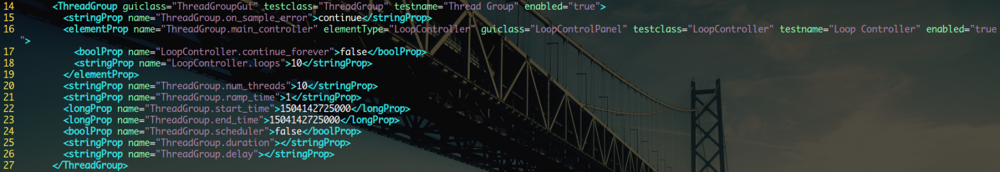 14 <ThreadGroup guiclass="ThreadGroupGui" testclass="ThreadGroup" testname="Thread Group" enabled="true">
15 <stringProp name="ThreadGroup.on_sample_error">continue</stringProp>
16 <elementProp name="ThreadGroup.main_controller" elementType="LoopController" guiclass="LoopControlPanel" testclass="LoopController" testname="Loop Controller" enabled="true
">
17 <boolProp name="LoopController.continue_forever">false</boolProp>
18 <stringProp name="LoopController.loops">10</stringProp>
19 </elementProp>
20 <stringProp name="ThreadGroup.num_threads">10</stringProp>
21 <stringProp name="ThreadGroup.ramp_time">1</stringProp>
22 <longProp name="ThreadGroup.start_time">1504142725000</longProp>
23 <longProp name="ThreadGroup.end_time">1504142725000</longProp>
24 <boolProp name="ThreadGroup.scheduler">false</boolProp>
25 <stringProp name="ThreadGroup.duration"></stringProp>
26 <stringProp name="ThreadGroup.delay"></stringProp>
27 </ThreadGroup>